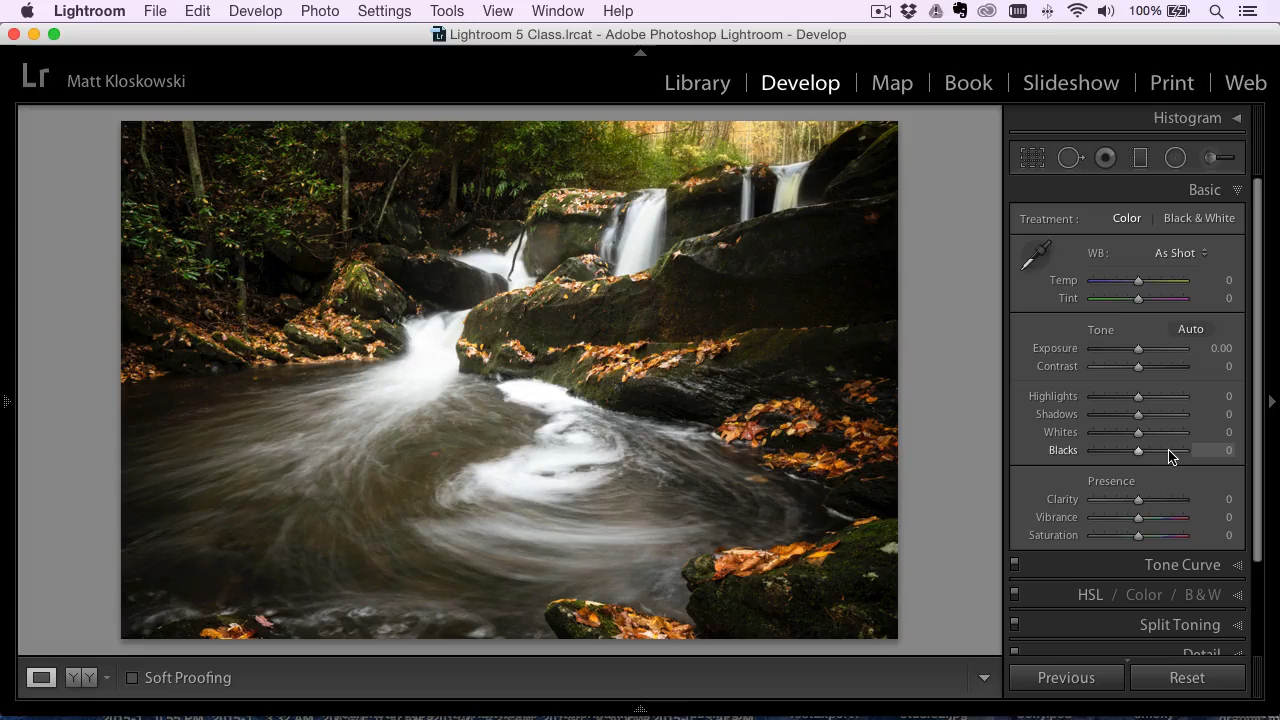 Lightroom File Edit Develop Photo Settings Tools View Window Help 100%
Lightroom 5 Class.lrcat - Adobe Photoshop Lightroom - Develop
Lr Matt Kloskowski Library | Develop | Map | Book | Slideshow | Print | Web
Histogram
Basic
Treatment : Color | Black & White
WB : As Shot
Temp 0
Tint 0
Tone Auto
Exposure 0.00
Contrast 0
Highlights 0
Shadows 0
Whites 0
Blacks 0
Presence
Clarity 0
Vibrance 0
Saturation 0
Tone Curve
HSL / Color / B & W
Split Toning
Detail
YY Soft Proofing Previous Reset